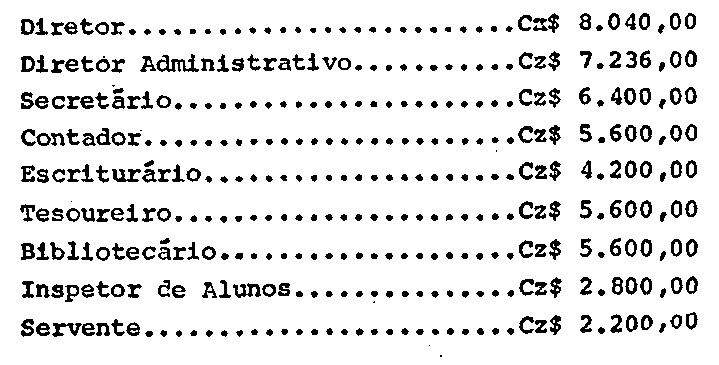 Diretor..........................Cz$ 8.040,00
Diretor Administrativo...........Cz$ 7.236,00
Secretário.......................Cz$ 6.400,00
Contador.........................Cz$ 5.600,00
Escriturário.....................Cz$ 4.200,00
Tesoureiro.......................Cz$ 5.600,00
Bibliotecário....................Cz$ 5.600,00
Inspetor de Alunos...............Cz$ 2.800,00
Servente.........................Cz$ 2.200,00